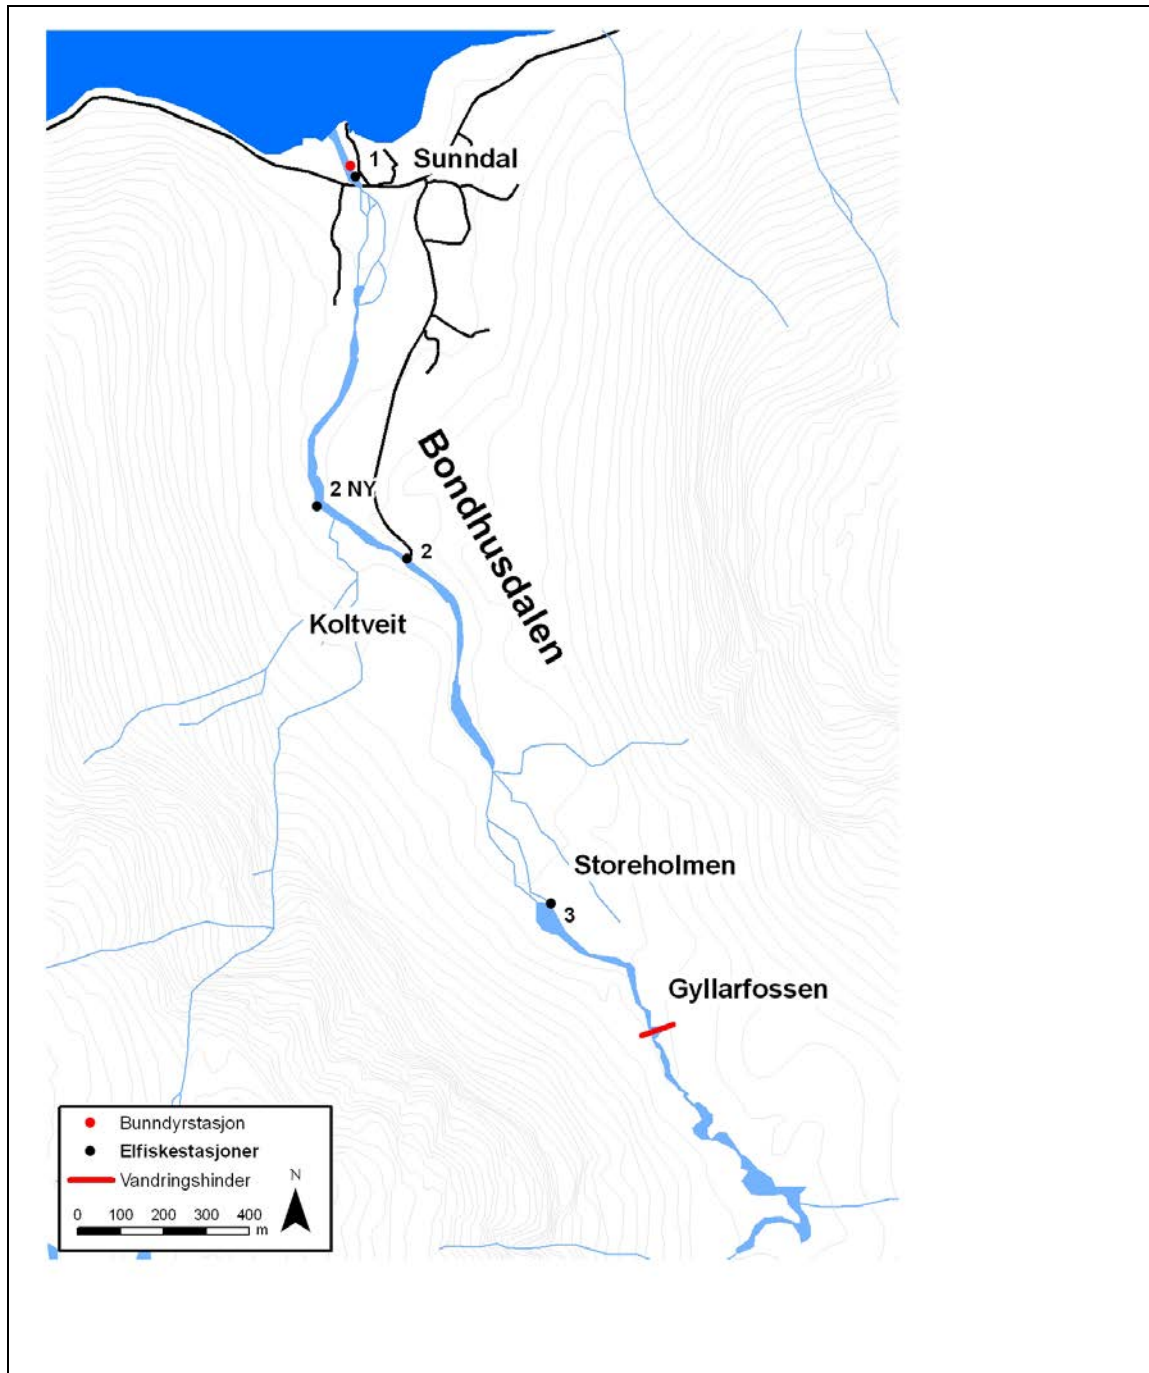 1
Sunndal
2 NY
2
Bondhusdalen
Koltveit
Storeholmen
3
Gyllarfossen
Bunndyrstasjon
Elfiskestasjoner
Vandringshinder
N
0 100 200 300 400
m